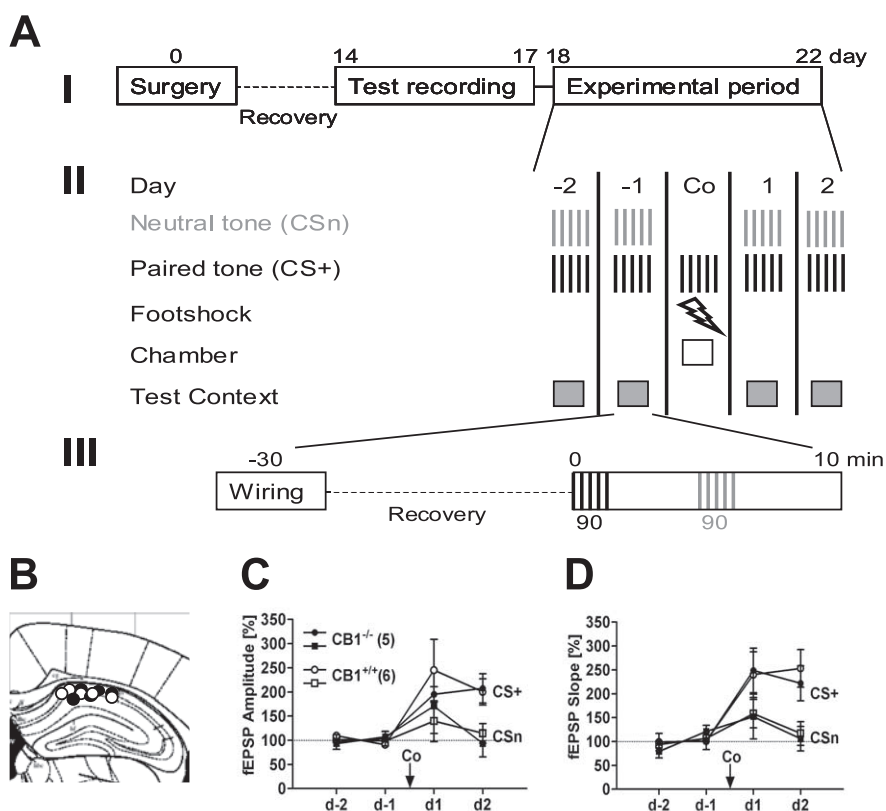 A
0 14 17 18 22 day
I Surgery Test recording Experimental period
Recovery
II
Day -2 -1 Co 1 2
Neutral tone (CSn)
Paired tone (CS+)
Footshock
Chamber
Test Context
III
-30 0 10 min
Wiring
Recovery
90 90
B
C
fEPSP Amplitude [%]
350
300
250
200
150
100
50
0
CB1-/- (5)
CB1+/+(6)
CS+
CSn
Co
d-2 d-1 d1 d2
D
fEPSP Slope [%]
350
300
250
200
150
100
50
0
CS+
CSn
Co
d-2 d-1 d1 d2